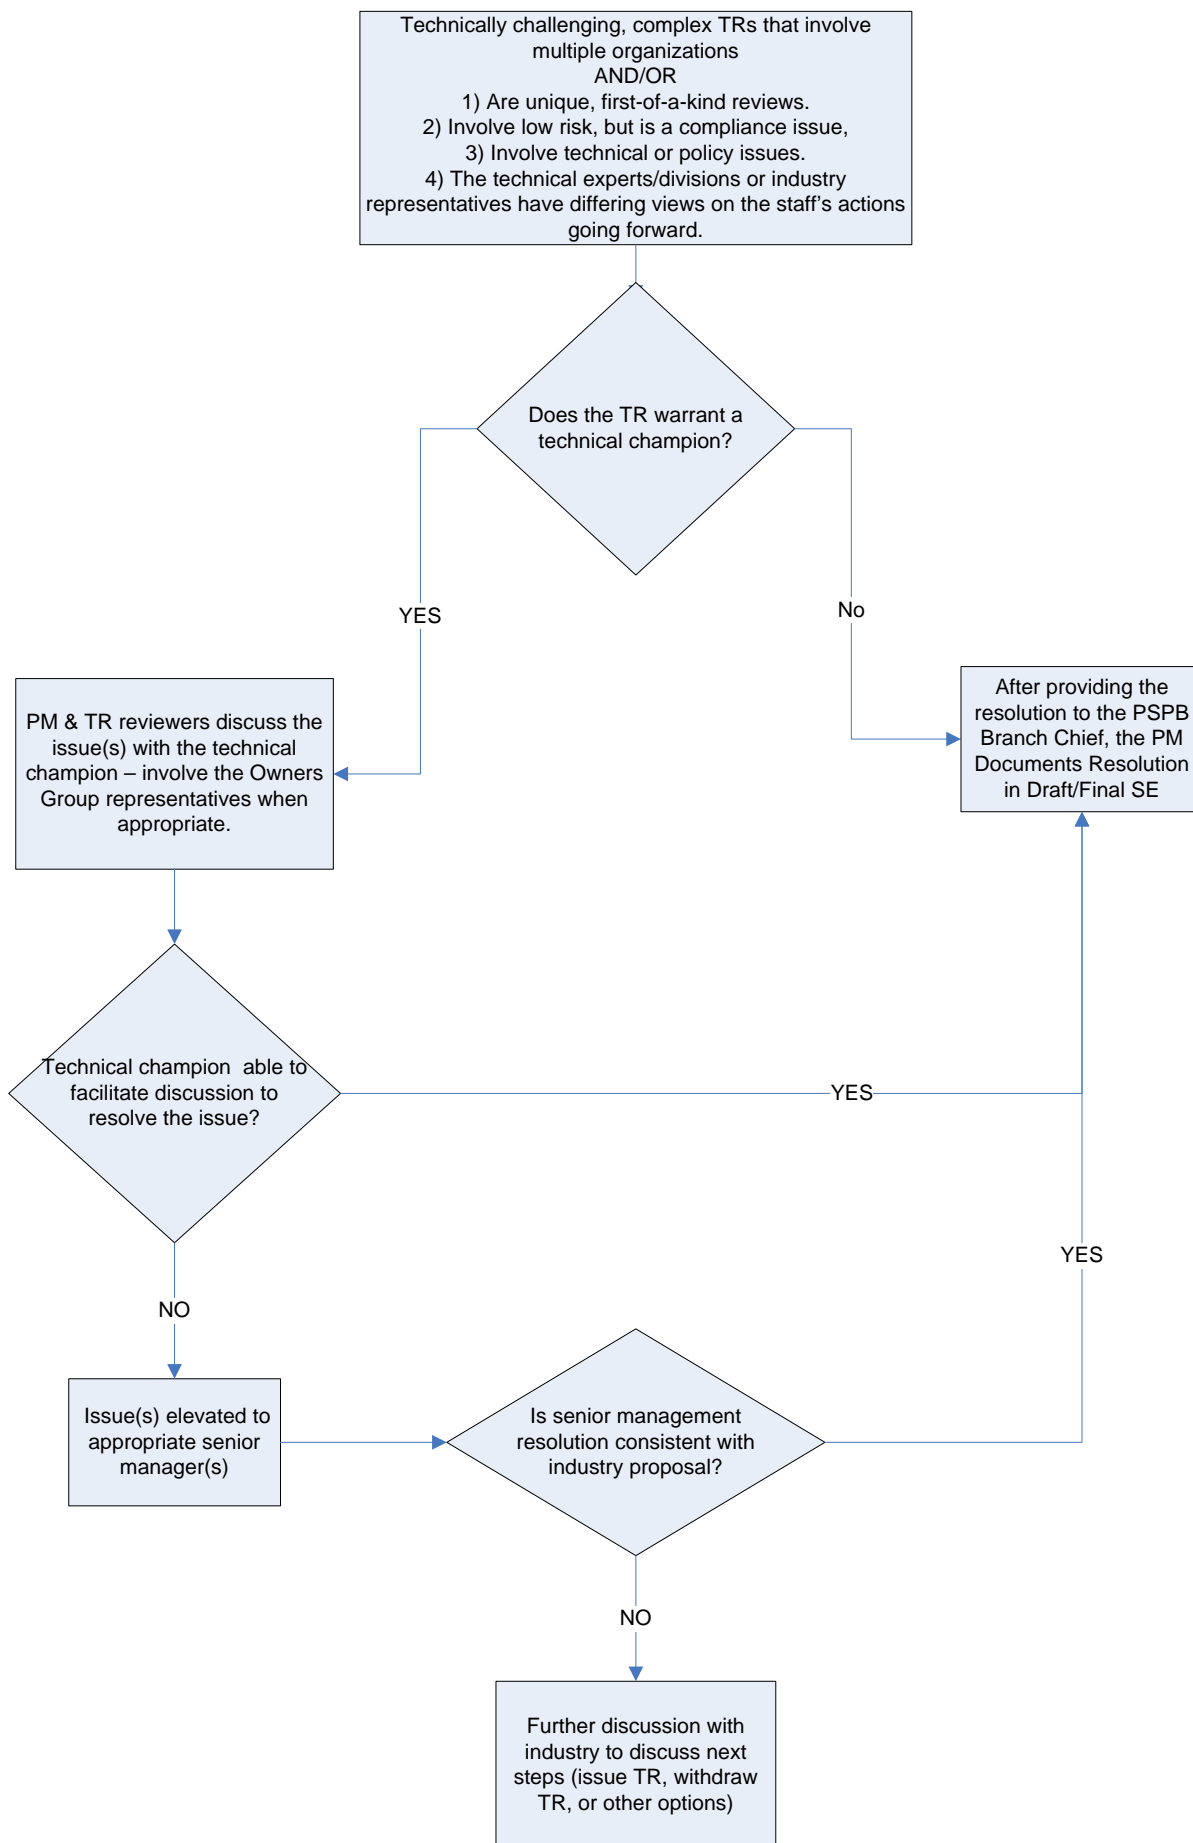 Technically challenging, complex TRs that involve
multiple organizations
AND/OR
1) Are unique, first-of-a-kind reviews.
2) Involve low risk, but is a compliance issue,
3) Involve technical or policy issues.
4) The technical experts/divisions or industry
representatives have differing views on the staff’s actions
going forward.
Does the TR warrant a
technical champion?
YES
No
PM & TR reviewers discuss the
issue(s) with the technical
champion – involve the Owners
Group representatives when
appropriate.
After providing the
resolution to the PSPB
Branch Chief, the PM
Documents Resolution
in Draft/Final SE
Technical champion  able to
facilitate discussion to
resolve the issue?
YES
NO
YES
Issue(s) elevated to
appropriate senior
manager(s)
Is senior management
resolution consistent with
industry proposal?
NO
Further discussion with
industry to discuss next
steps (issue TR, withdraw
TR, or other options)